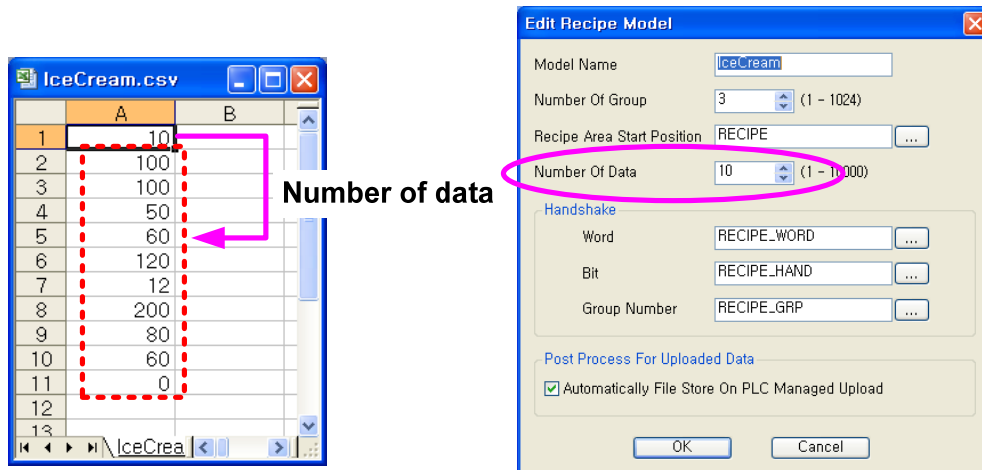 IceCream.csv
A B
1 10
2 100
3 100
4 50
5 60
6 120
7 12
8 200
9 80
10 60
11 0
12
13
IceCrea
Number of data
Edit Recipe Model
Model Name IceCream
Number Of Group 3 (1 - 1024)
Recipe Area Start Position RECIPE ...
Number Of Data 10 (1 - 10000)
Handshake
Word RECIPE_WORD ...
Bit RECIPE_HAND ...
Group Number RECIPE_GRP ...
Post Process For Uploaded Data
Automatically File Store On PLC Managed Upload
OK Cancel